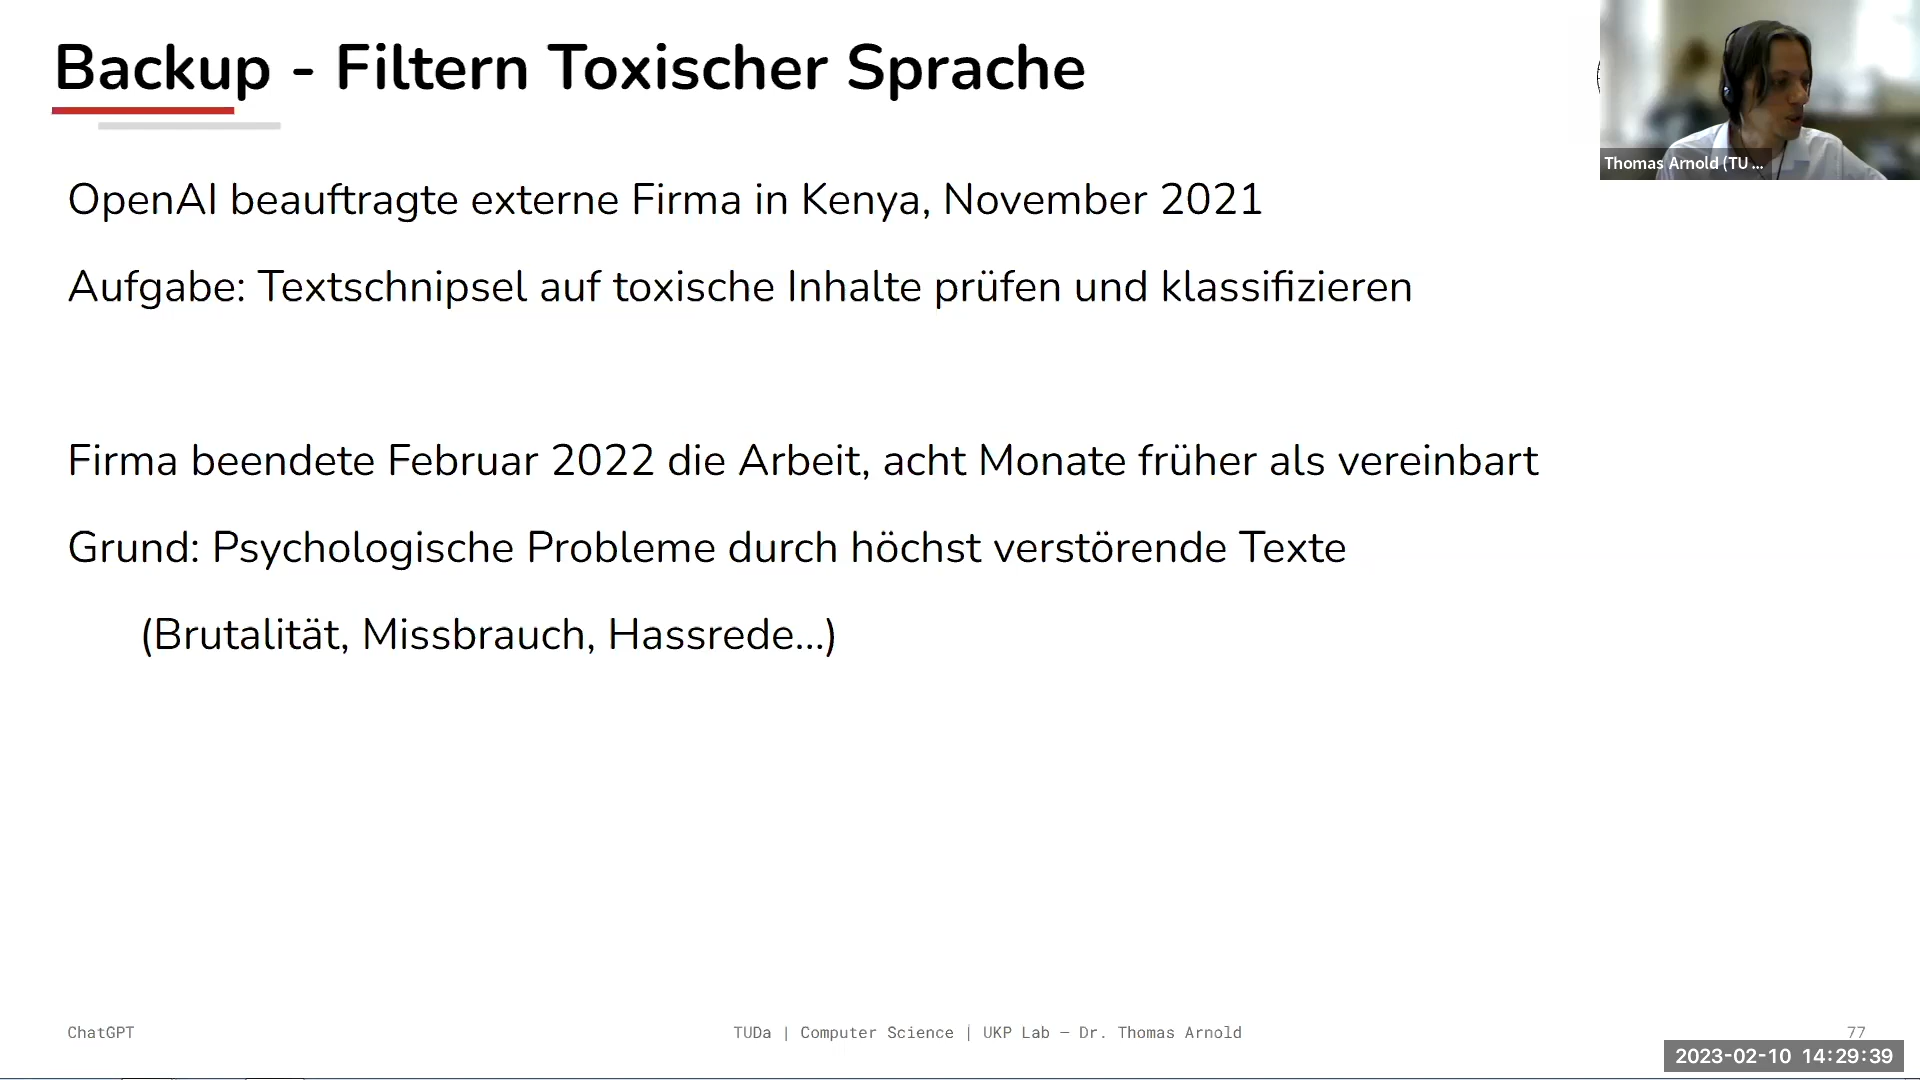 Backup - Filtern Toxischer Sprache
Thomas Arnold (TU ...
OpenAI beauftragte externe Firma in Kenya, November 2021
Aufgabe: Textschnipsel auf toxische Inhalte prüfen und klassifizieren
Firma beendete Februar 2022 die Arbeit, acht Monate früher als vereinbart
Grund: Psychologische Probleme durch höchst verstörende Texte
(Brutalität, Missbrauch, Hassrede...)
ChatGPT
TUDa | Computer Science | UKP Lab – Dr. Thomas Arnold
77
2023-02-10 14:29:39